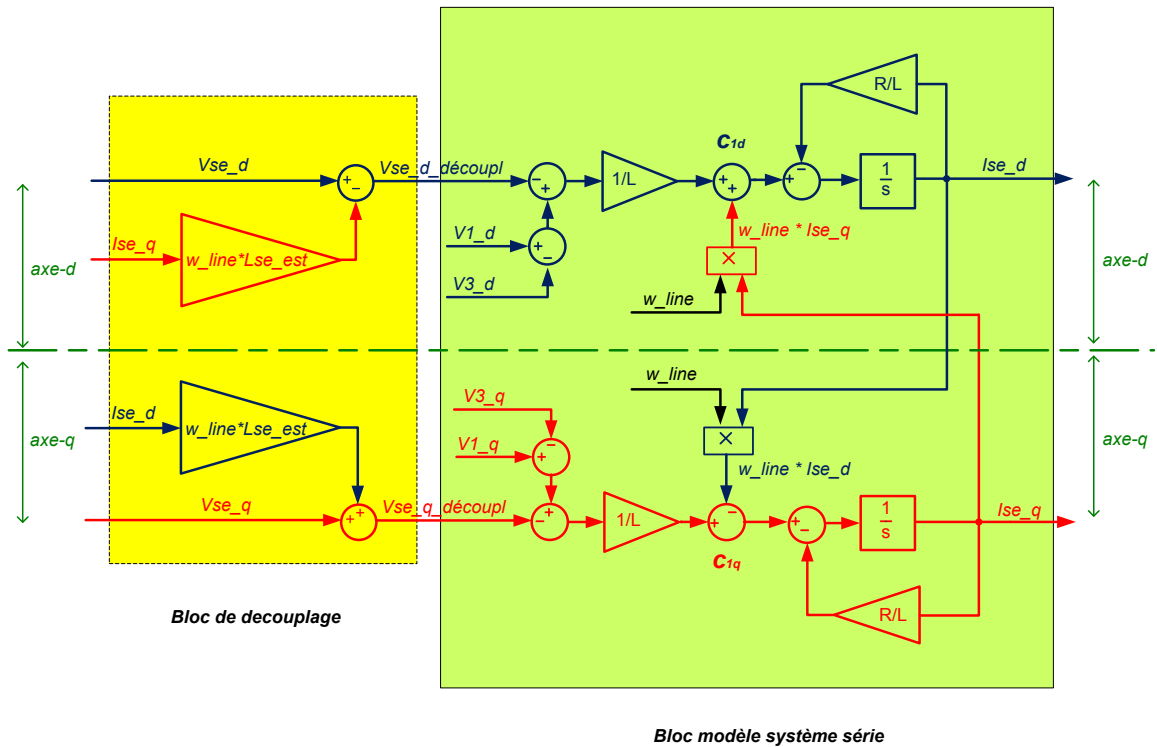 R/L
C1d
Vse_d
Vse_d_découpl
+
-
-
+
1/L
+
+
+
-
1
s
Ise_d
Ise_q
w_line*Lse_est
V1_d
+
-
V3_d
w_line * Ise_q
×
w_line
axe-d
axe-d
w_line
Ise_d
w_line*Lse_est
V3_q
V1_q
-
+
×
w_line * Ise_d
axe-q
axe-q
Vse_q
+
+
Vse_q_découpl
-
+
1/L
+
-
C1q
+
-
1
s
Ise_q
R/L
Bloc de decouplage
Bloc modèle système série